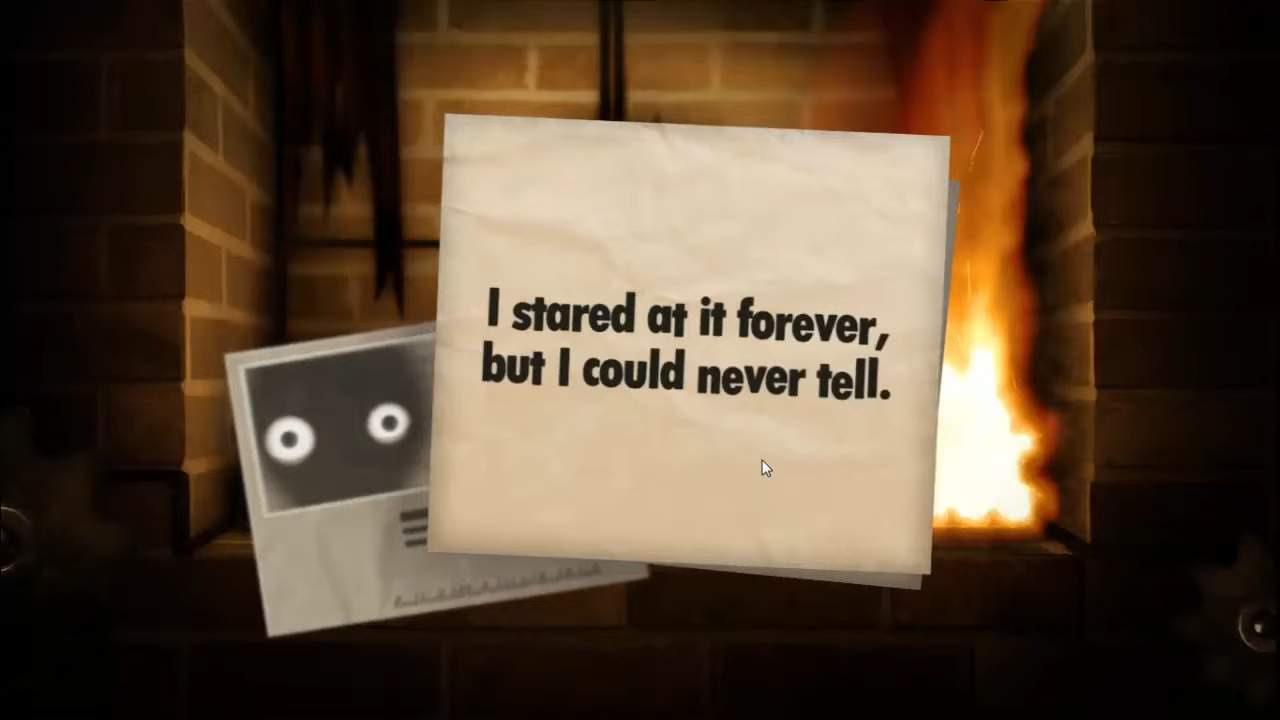 I stared at it forever,
but I could never tell.